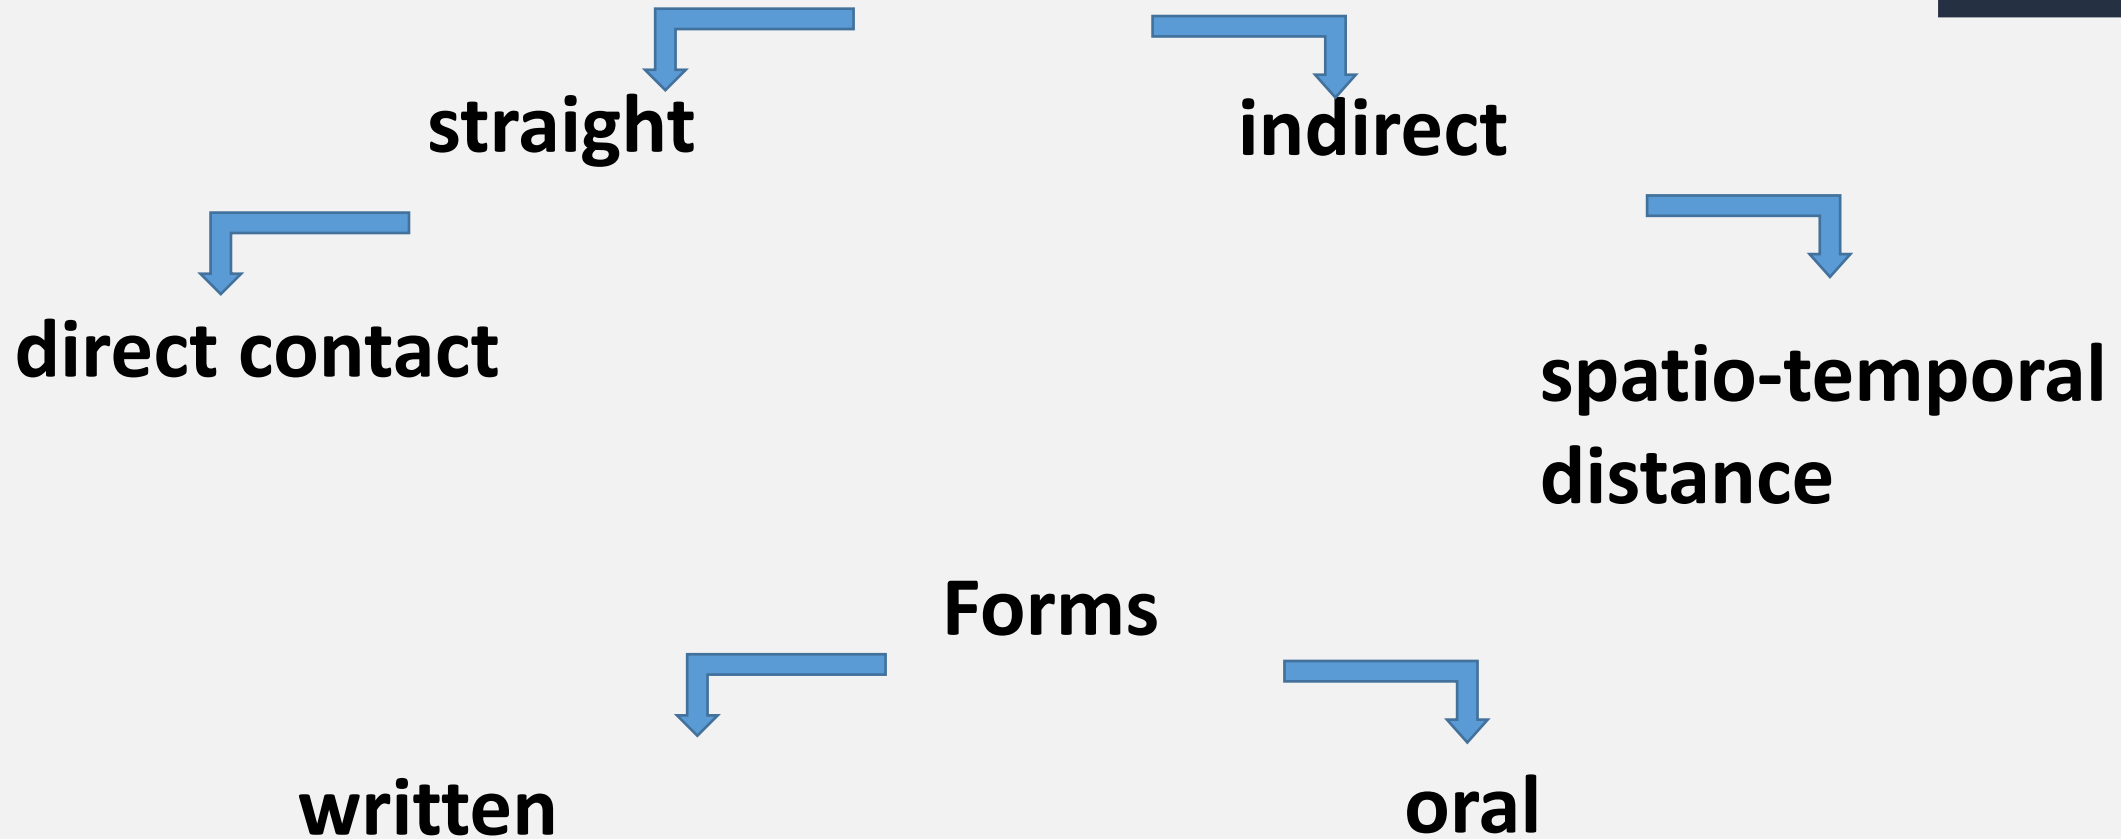 straight
indirect
direct contact
spatio-temporal
distance
Forms
written
oral